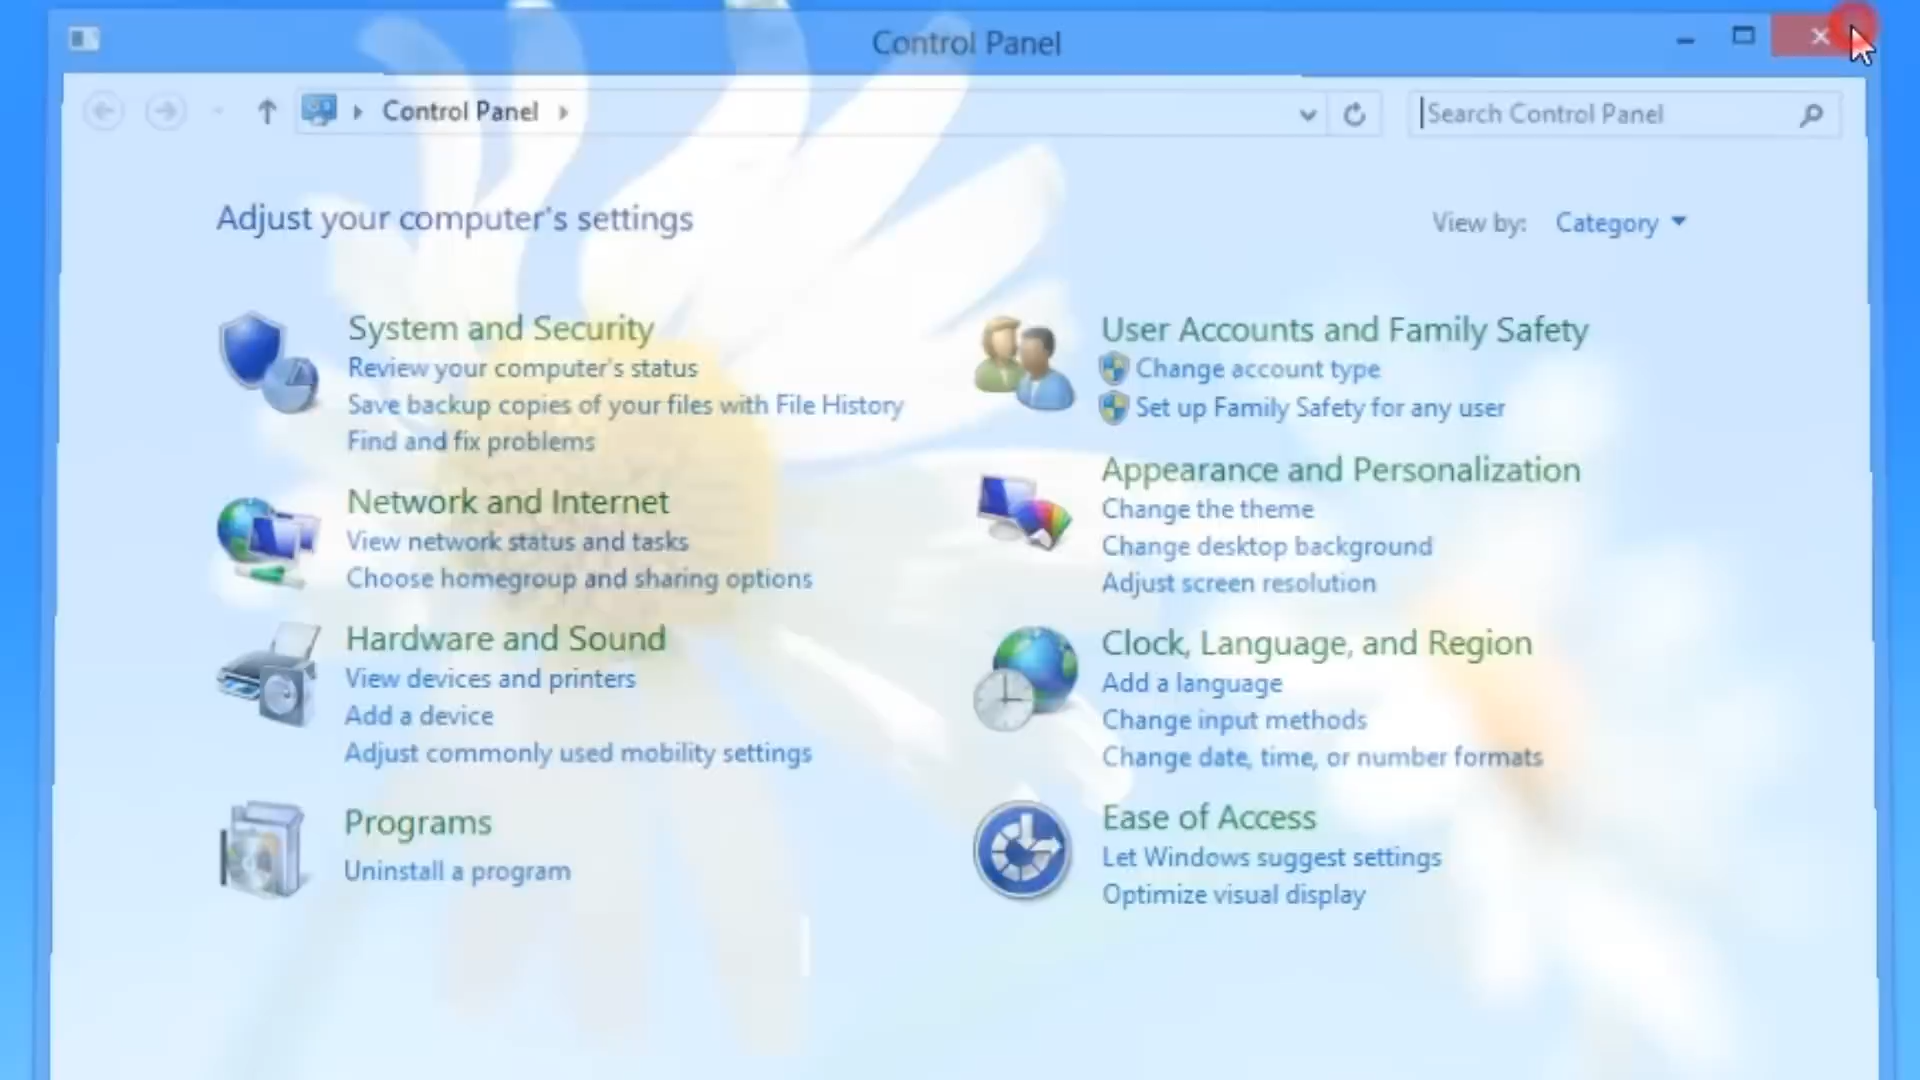 Control Panel
Control Panel
Search Control Panel
Adjust your computer's settings
View by: Category
System and Security
Review your computer's status
Save backup copies of your files with File History
Find and fix problems
Network and Internet
View network status and tasks
Choose homegroup and sharing options
Hardware and Sound
View devices and printers
Add a device
Adjust commonly used mobility settings
Programs
Uninstall a program
User Accounts and Family Safety
Change account type
Set up Family Safety for any user
Appearance and Personalization
Change the theme
Change desktop background
Adjust screen resolution
Clock, Language, and Region
Add a language
Change input methods
Change date, time, or number formats
Ease of Access
Let Windows suggest settings
Optimize visual display